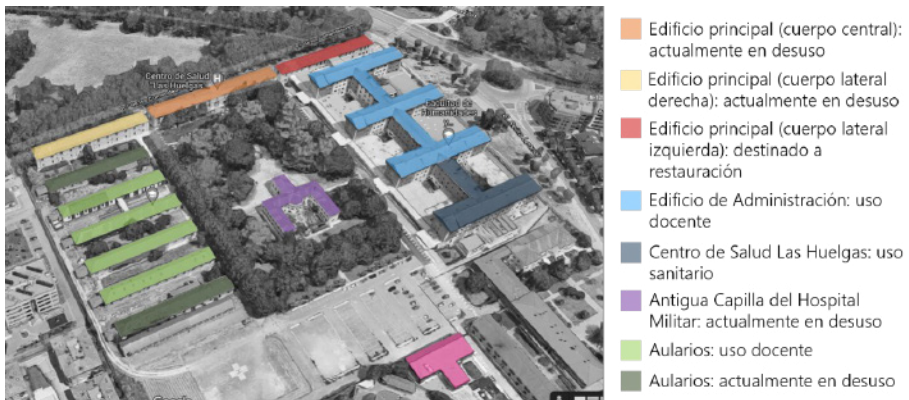 Centro de Salud
"Las Huelgas"
Facultad de
Humanidades
Google
Edificio principal (cuerpo central):
actualmente en desuso
Edificio principal (cuerpo lateral
derecha): actualmente en desuso
Edificio principal (cuerpo lateral
izquierda): destinado a
restauración
Edificio de Administración: uso
docente
Centro de Salud Las Huelgas: uso
sanitario
Antigua Capilla del Hospital
Militar: actualmente en desuso
Aularios: uso docente
Aularios: actualmente en desuso